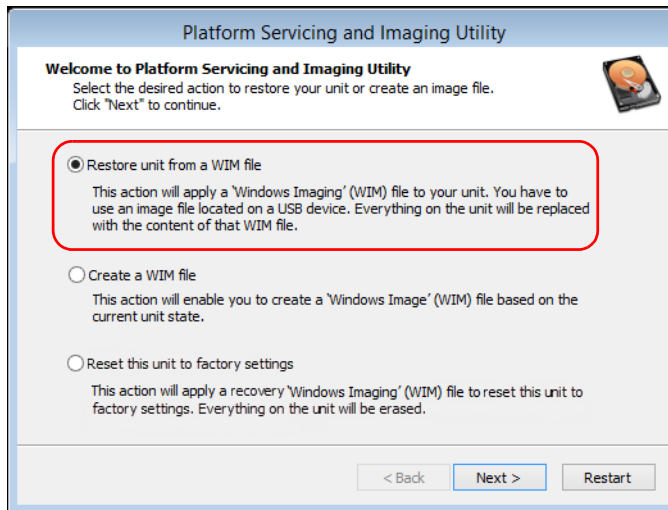 Platform Servicing and Imaging Utility
Welcome to Platform Servicing and Imaging Utility
Select the desired action to restore your unit or create an image file.
Click "Next" to continue.
Restore unit from a WIM file
This action will apply a 'Windows Imaging' (WIM) file to your unit. You have to
use an image file located on a USB device. Everything on the unit will be replaced
with the content of that WIM file.
Create a WIM file
This action will enable you to create a 'Windows Image' (WIM) file based on the
current unit state.
Reset this unit to factory settings
This action will apply a recovery 'Windows Imaging' (WIM) file to reset this unit to
factory settings. Everything on the unit will be erased.
< Back Next > Restart